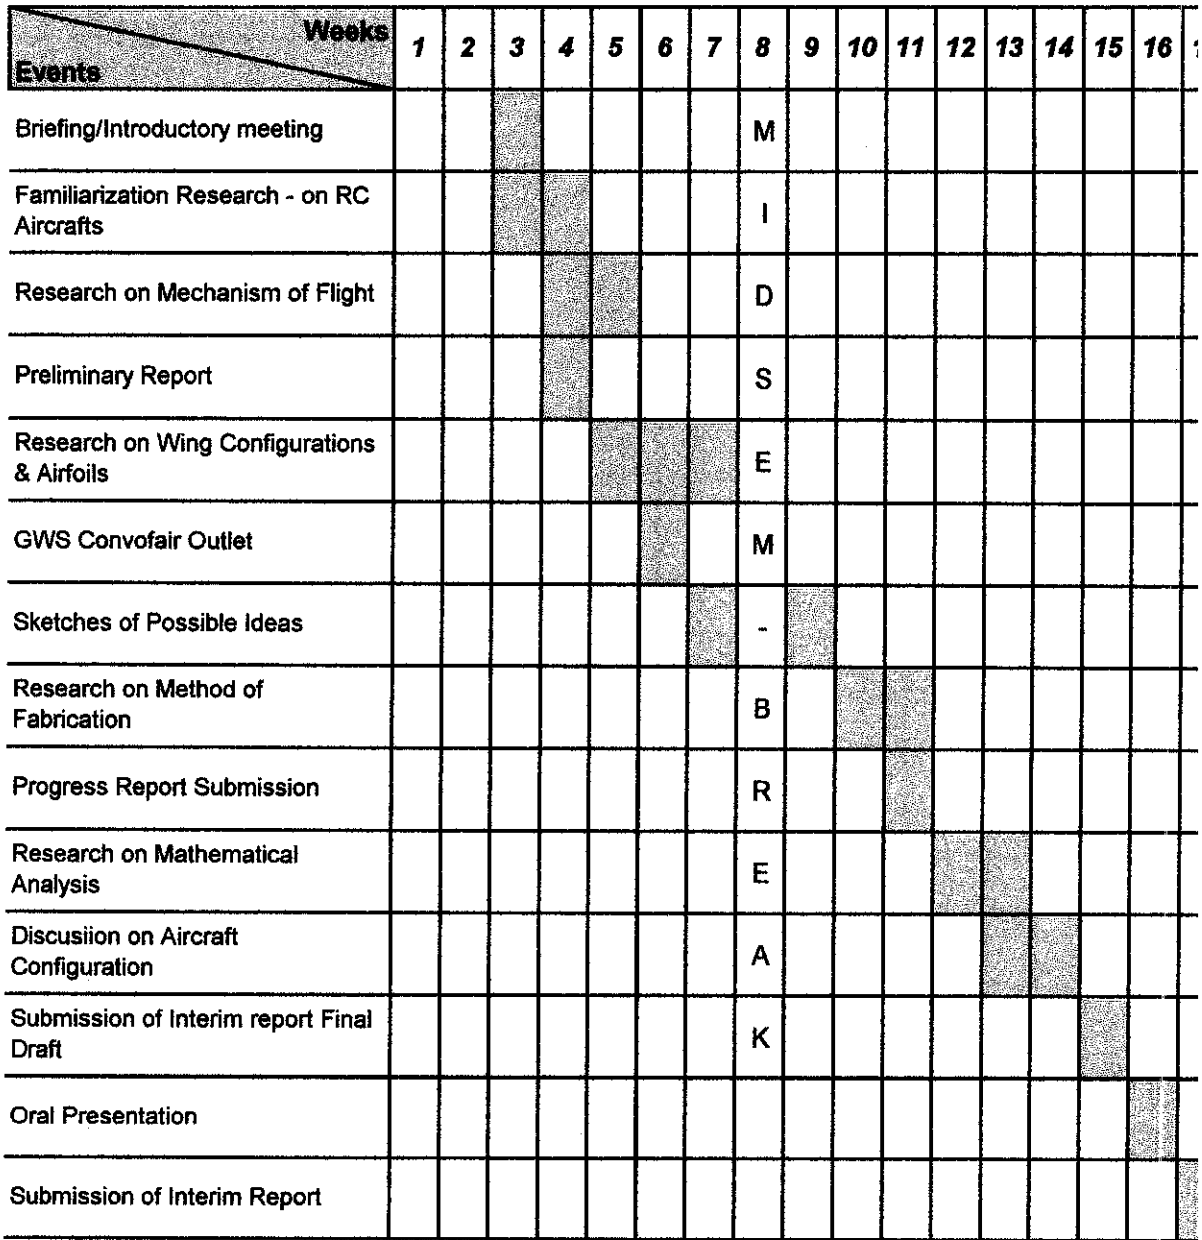 Weeks
Events
1 2 3 4 5 6 7 8 9 10 11 12 13 14 15 16 1
Briefing/Introductory meeting
M
Familiarization Research - on RC
Aircrafts
I
Research on Mechanism of Flight
D
Preliminary Report
S
Research on Wing Configurations
& Airfoils
E
GWS Convofair Outlet
M
Sketches of Possible Ideas
-
Research on Method of
Fabrication
B
Progress Report Submission
R
Research on Mathematical
Analysis
E
Discusiion on Aircraft
Configuration
A
Submission of Interim report Final
Draft
K
Oral Presentation
Submission of Interim Report